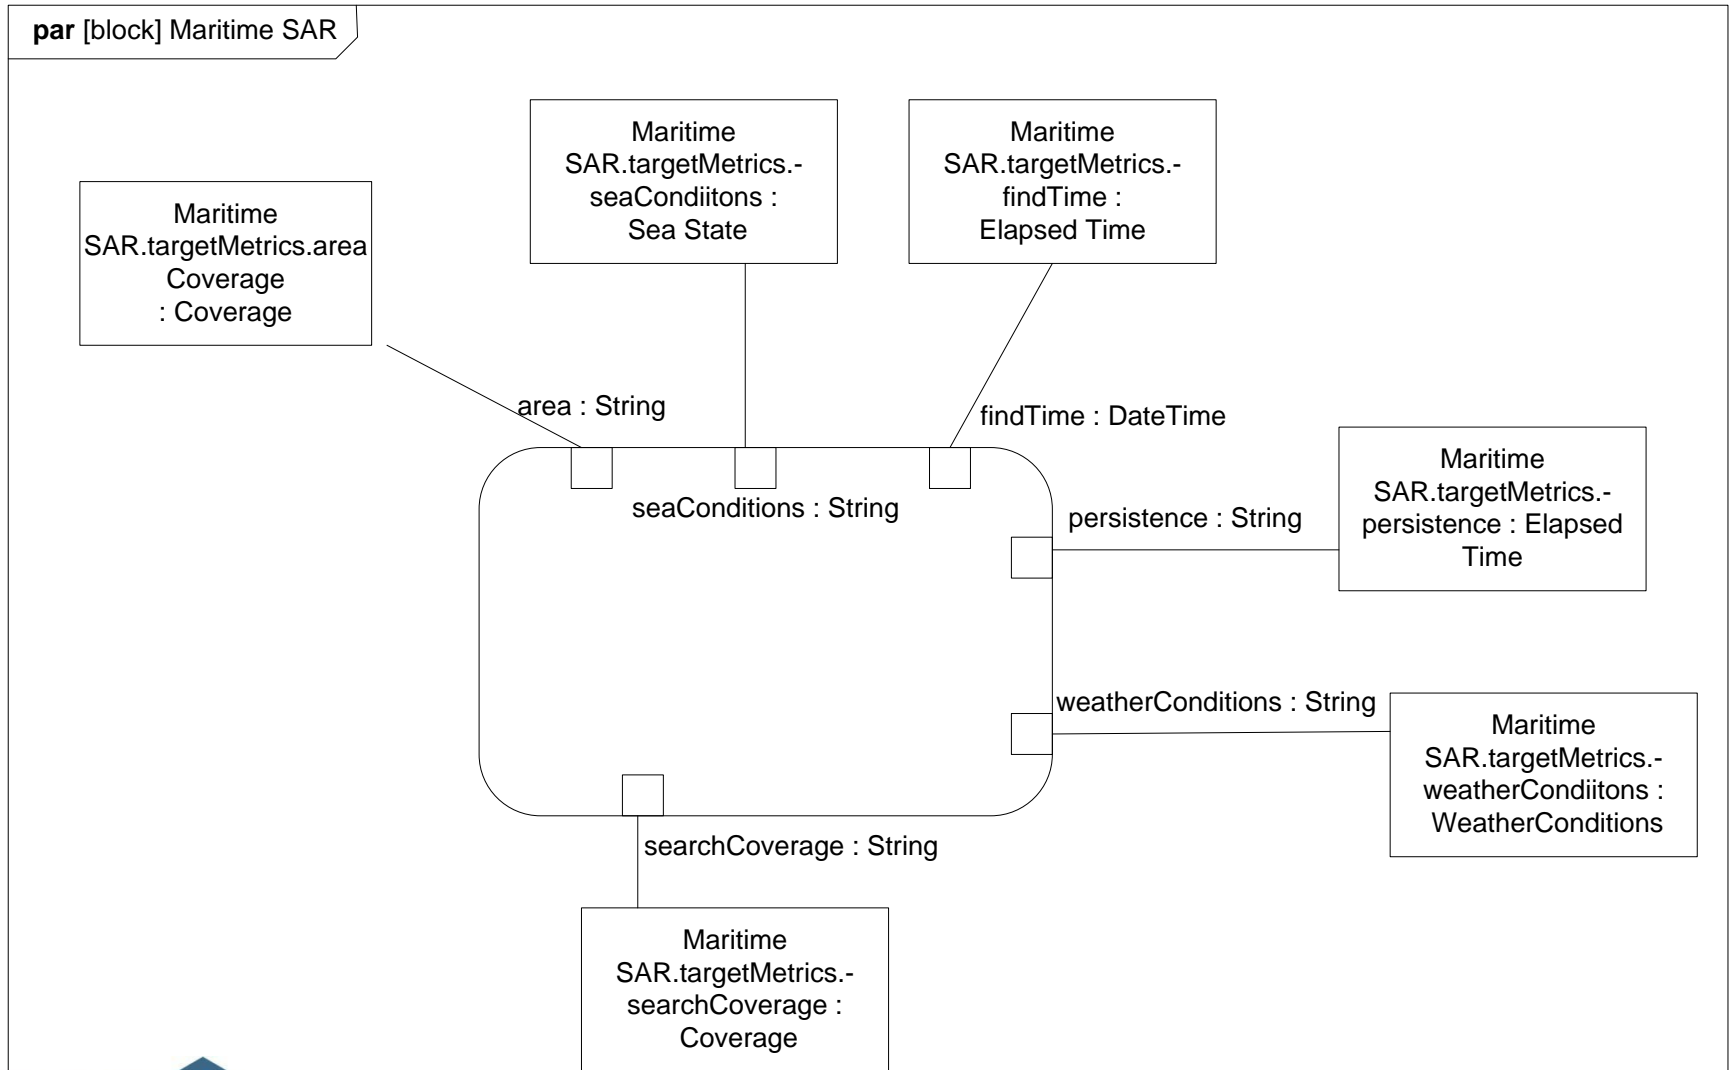 par [block] Maritime SAR
Maritime
SAR.targetMetrics.-
seaCondiitons :
Sea State
Maritime
SAR.targetMetrics.-
findTime :
Elapsed Time
Maritime
SAR.targetMetrics.area
Coverage
: Coverage
area : String
findTime : DateTime
seaConditions : String
persistence : String
Maritime
SAR.targetMetrics.-
persistence : Elapsed
Time
weatherConditions : String
Maritime
SAR.targetMetrics.-
weatherCondiitons :
WeatherConditions
searchCoverage : String
Maritime
SAR.targetMetrics.-
searchCoverage :
Coverage